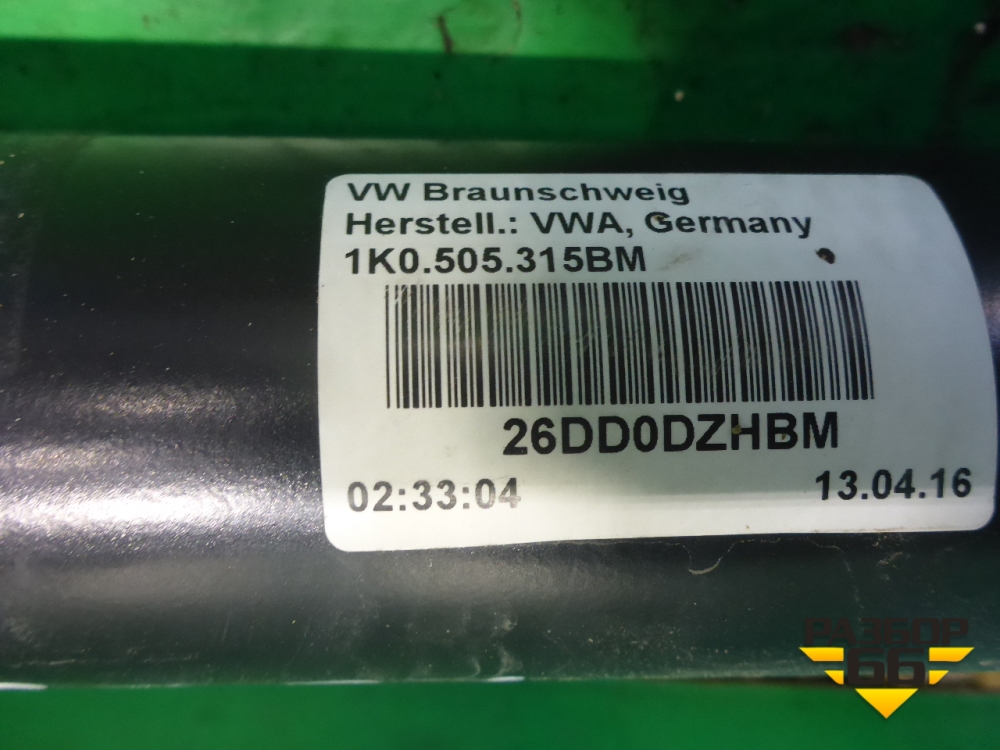 VW Braunschweig
Herstell.: VWA, Germany
1K0.505.315BM
26DD0DZHBM
02:33:04 13.04.16
РАЗБОР
66